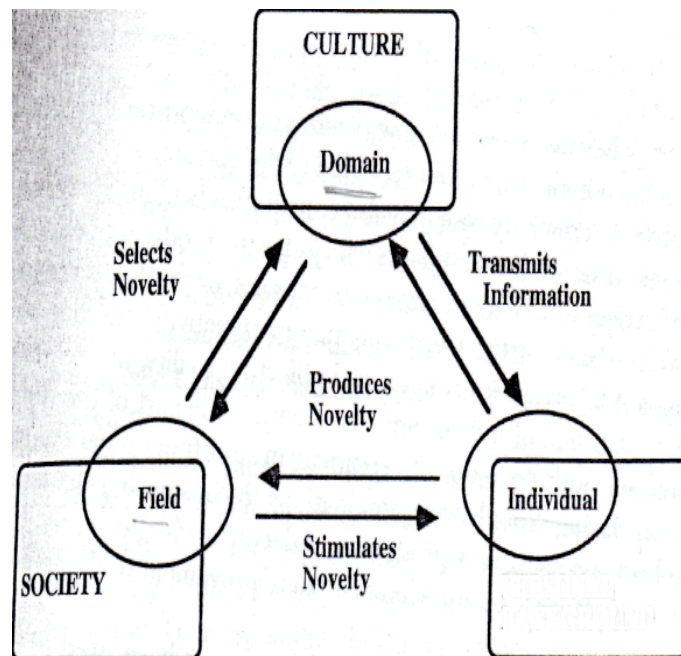 CULTURE
Domain
Selects
Novelty
Transmits
Information
Produces
Novelty
Field
Individual
Stimulates
Novelty
SOCIETY